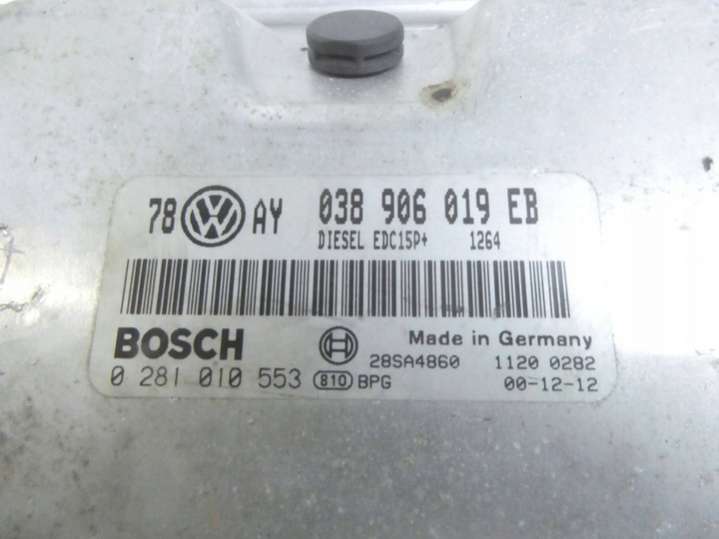 78 VW AY 038 906 019 EB
DIESEL EDC15P+ 1264
BOSCH Made in Germany
28SA4860 1120 0282
0 281 010 553 810 BPG 00-12-12